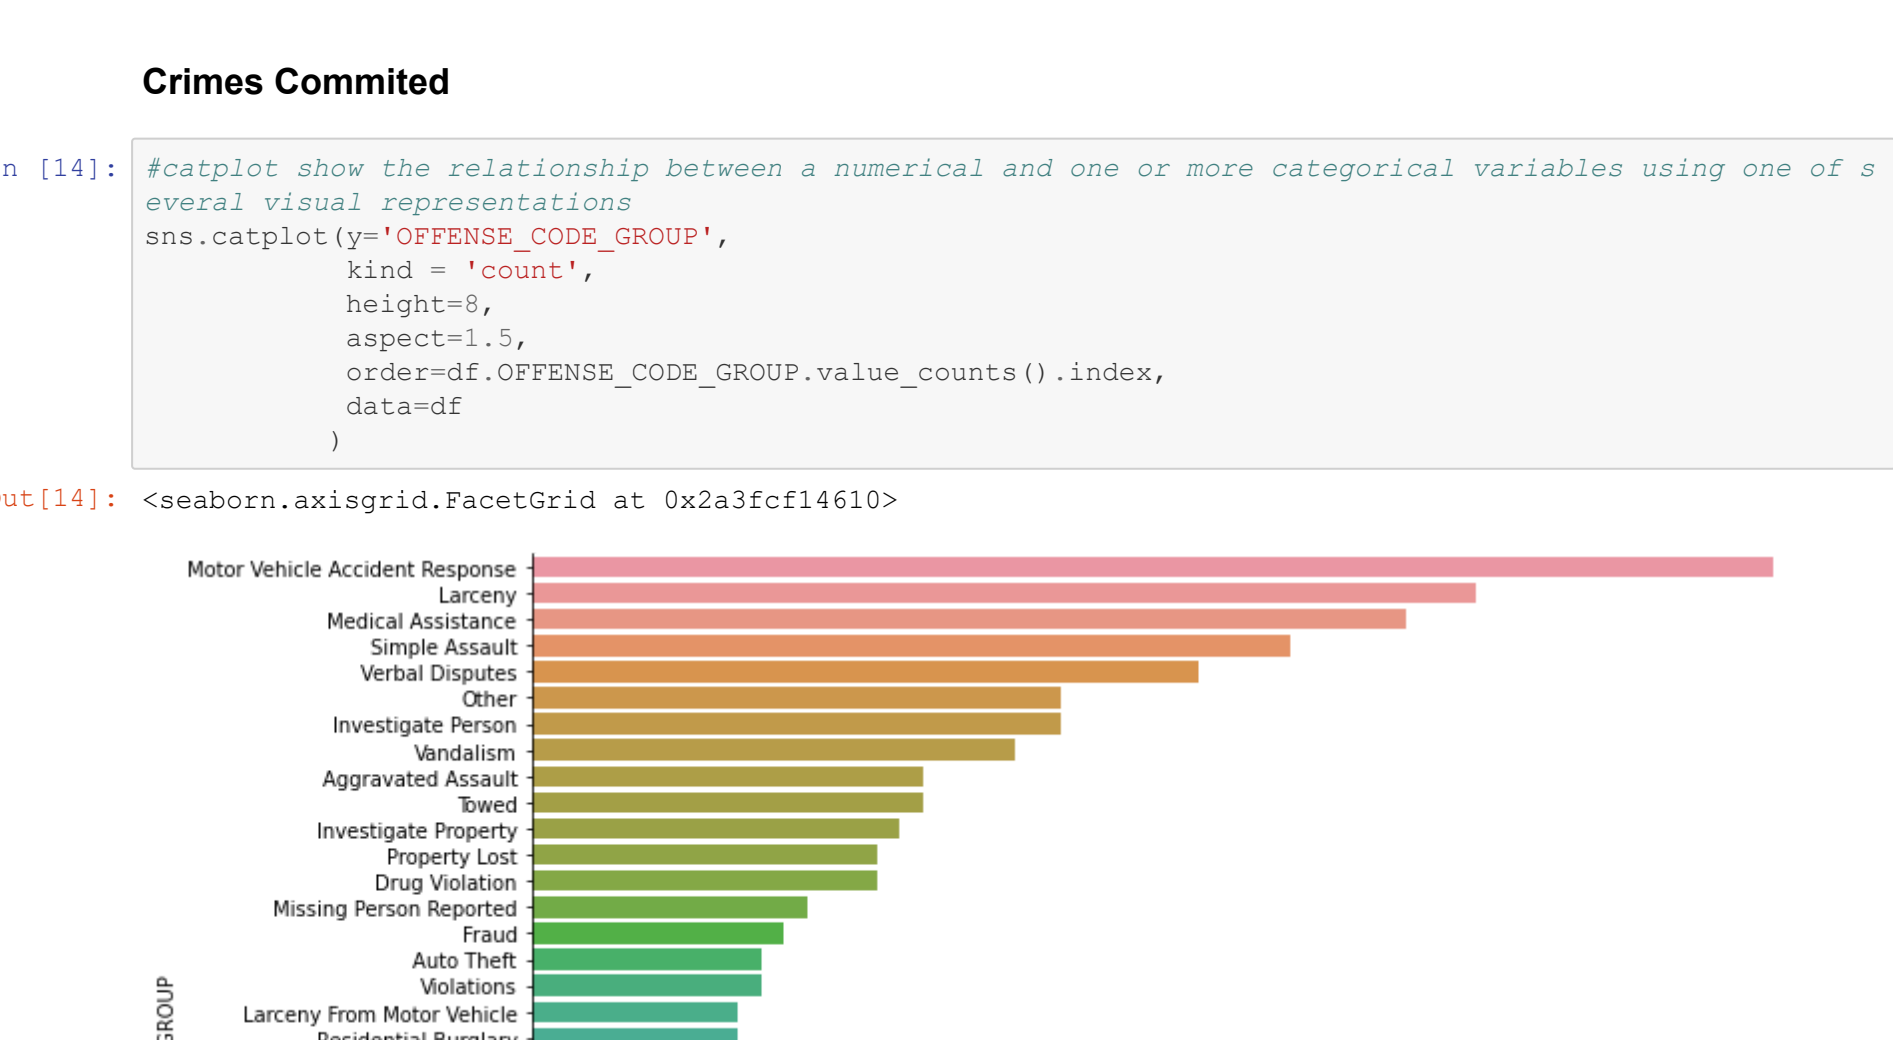 Crimes Commited
n [14]:
#catplot show the relationship between a numerical and one or more categorical variables using one of s
everal visual representations
sns.catplot(y='OFFENSE_CODE_GROUP',
kind = 'count',
height=8,
aspect=1.5,
order=df.OFFENSE_CODE_GROUP.value_counts().index,
data=df
)
ut[14]:
<seaborn.axisgrid.FacetGrid at 0x2a3fcf14610>
Motor Vehicle Accident Response
Larceny
Medical Assistance
Simple Assault
Verbal Disputes
Other
Investigate Person
Vandalism
Aggravated Assault
Towed
Investigate Property
Property Lost
Drug Violation
Missing Person Reported
Fraud
Auto Theft
Violations
Larceny From Motor Vehicle
Residential Burglary
GROUP